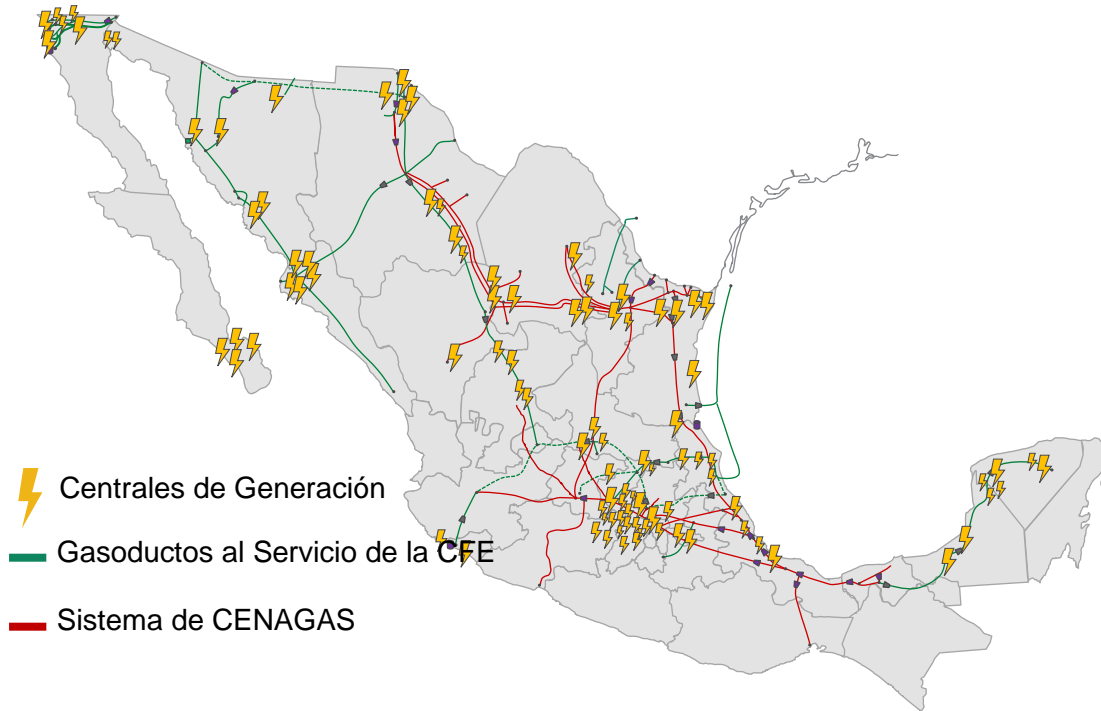 Centrales de Generación
Gasoductos al Servicio de la CFE
Sistema de CENAGAS